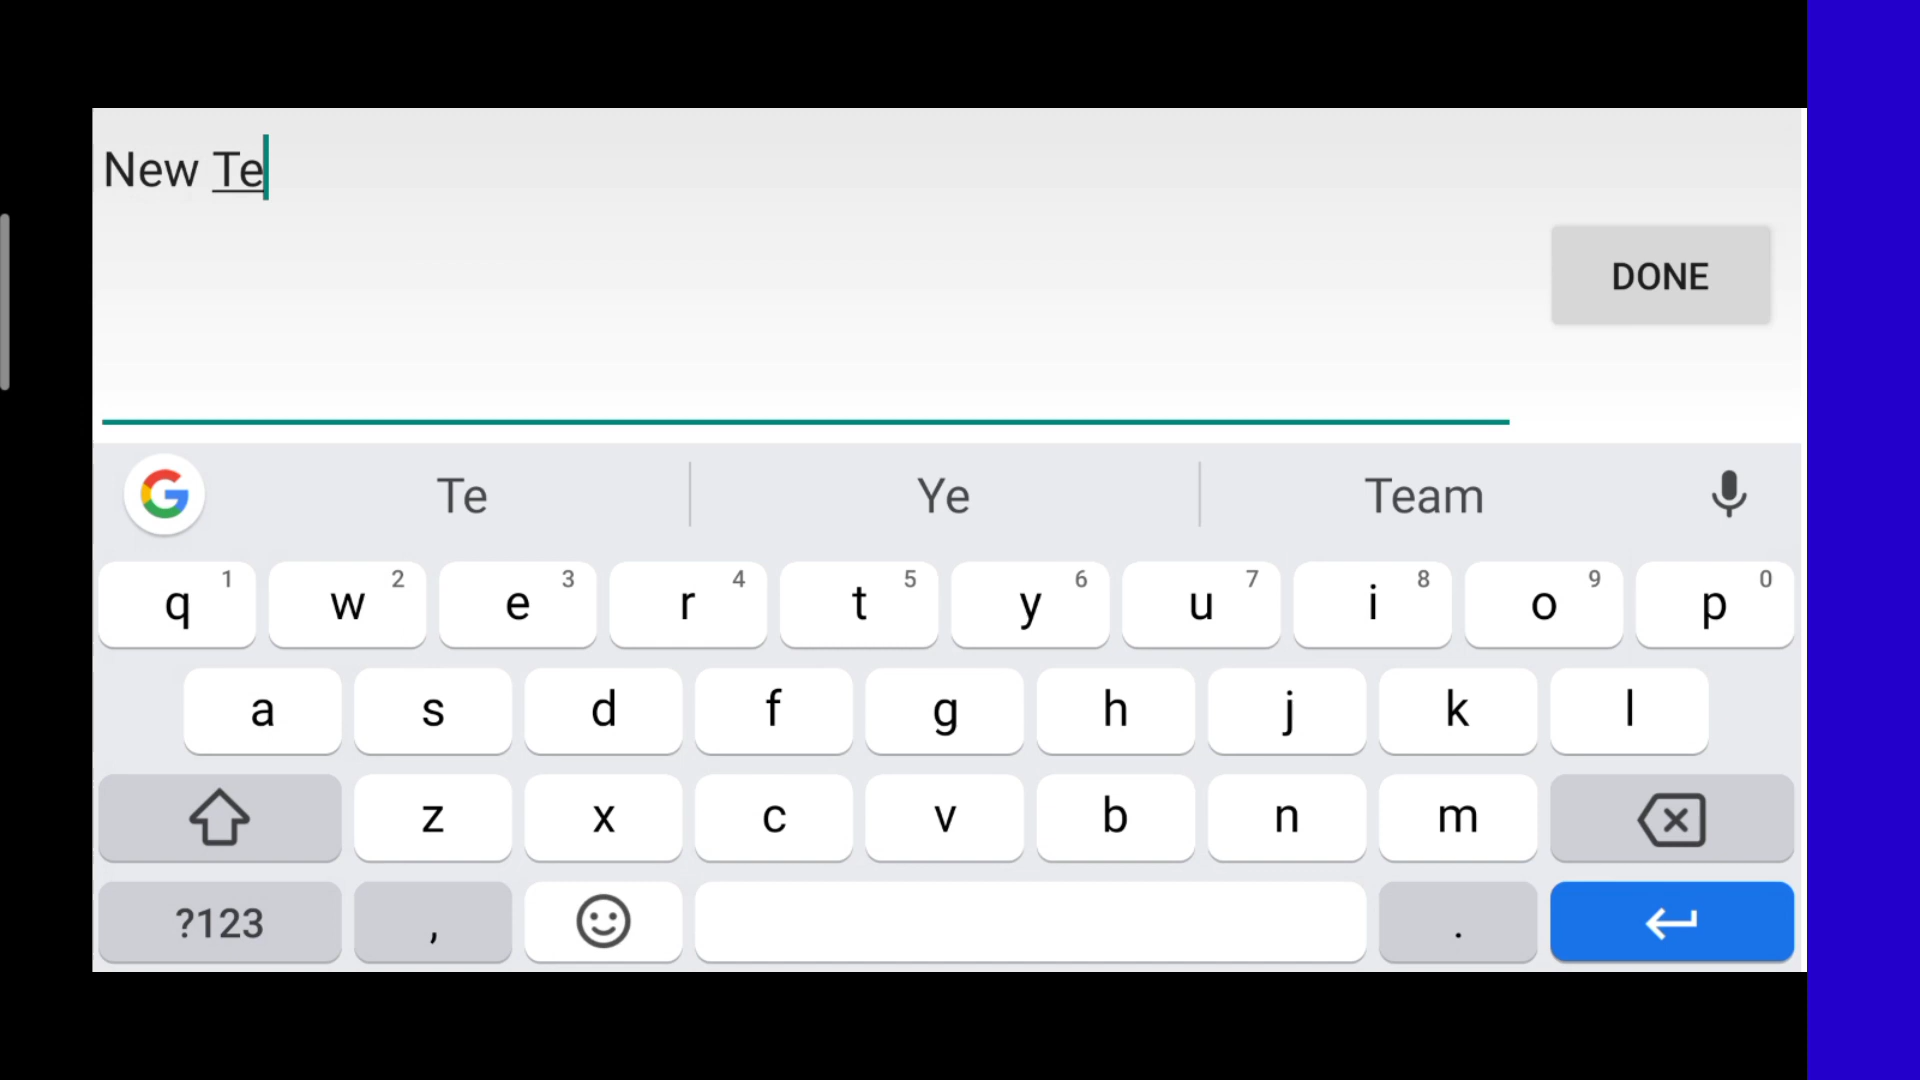 New Te
DONE
Te Ye Team
q 1 w 2 e 3 r 4 t 5 y 6 u 7 i 8 o 9 p 0
a s d f g h j k l
z x c v b n m
?123 , .